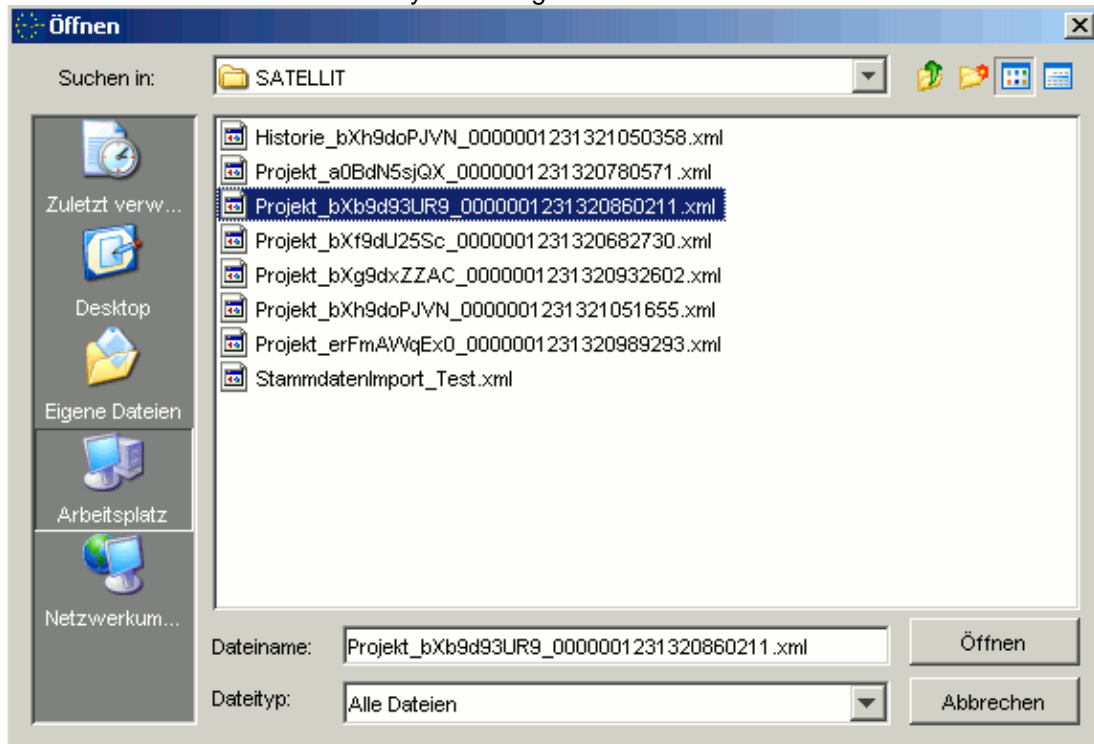 Öffnen
Suchen in:
SATELLIT
Zuletzt verw...
Desktop
Eigene Dateien
Arbeitsplatz
Netzwerkum...
Historie_bXh9doPJVN_0000001231321050358.xml
Projekt_a0BdN5sjQX_0000001231320780571.xml
Projekt_bXb9d93UR9_0000001231320860211.xml
Projekt_bXf9dU25Sc_0000001231320682730.xml
Projekt_bXg9dxZZAC_0000001231320932602.xml
Projekt_bXh9doPJVN_0000001231321051655.xml
Projekt_erFmAWqEx0_0000001231320989293.xml
StammdatenImport_Test.xml
Dateiname:
Projekt_bXb9d93UR9_0000001231320860211.xml
Öffnen
Dateityp:
Alle Dateien
Abbrechen